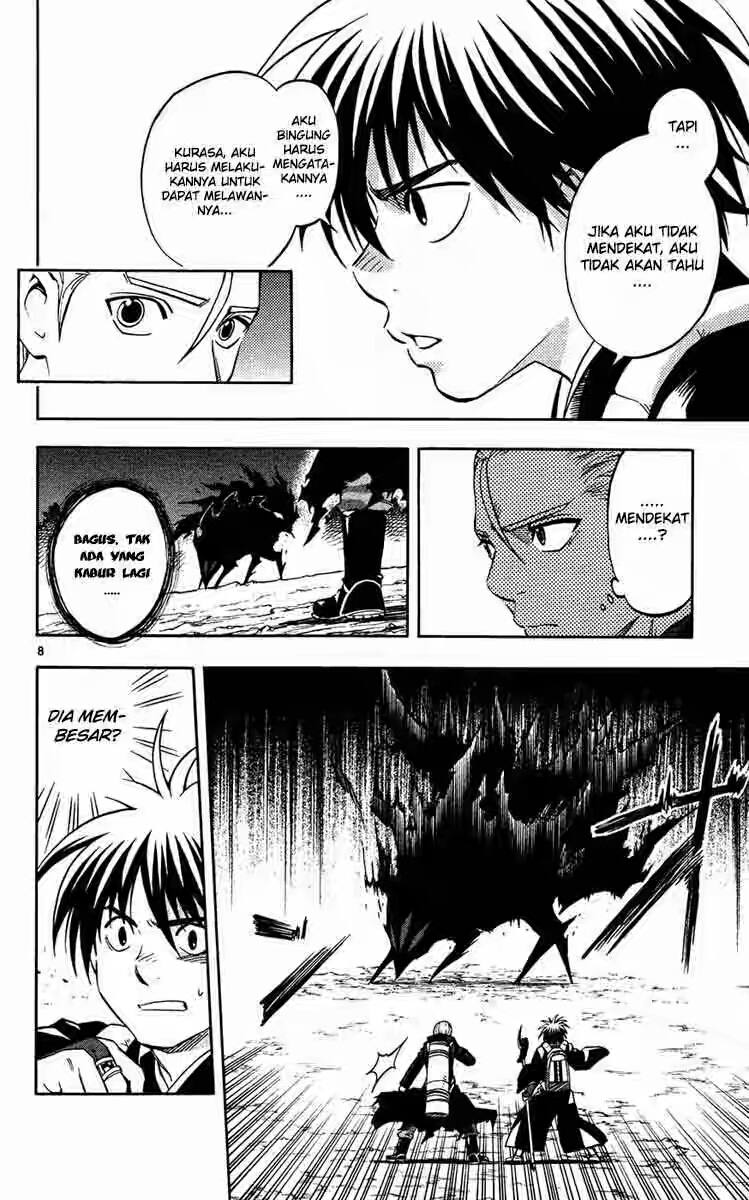 TAPI
...
JIKA AKU TIDAK
MENDEKAT, AKU
TIDAK AKAN TAHU
....
AKU
BINGUNG
HARUS
MENGATA-
KANNYA
....
KURASA, AKU
HARUS MELAKU-
KANNYA UNTUK
DAPAT MELAWAN-
NYA...
.....
MENDEKAT
....?
BAGUS, TAK
ADA YANG
KABUR LAGI
.....
8
DIA MEM-
BESAR?